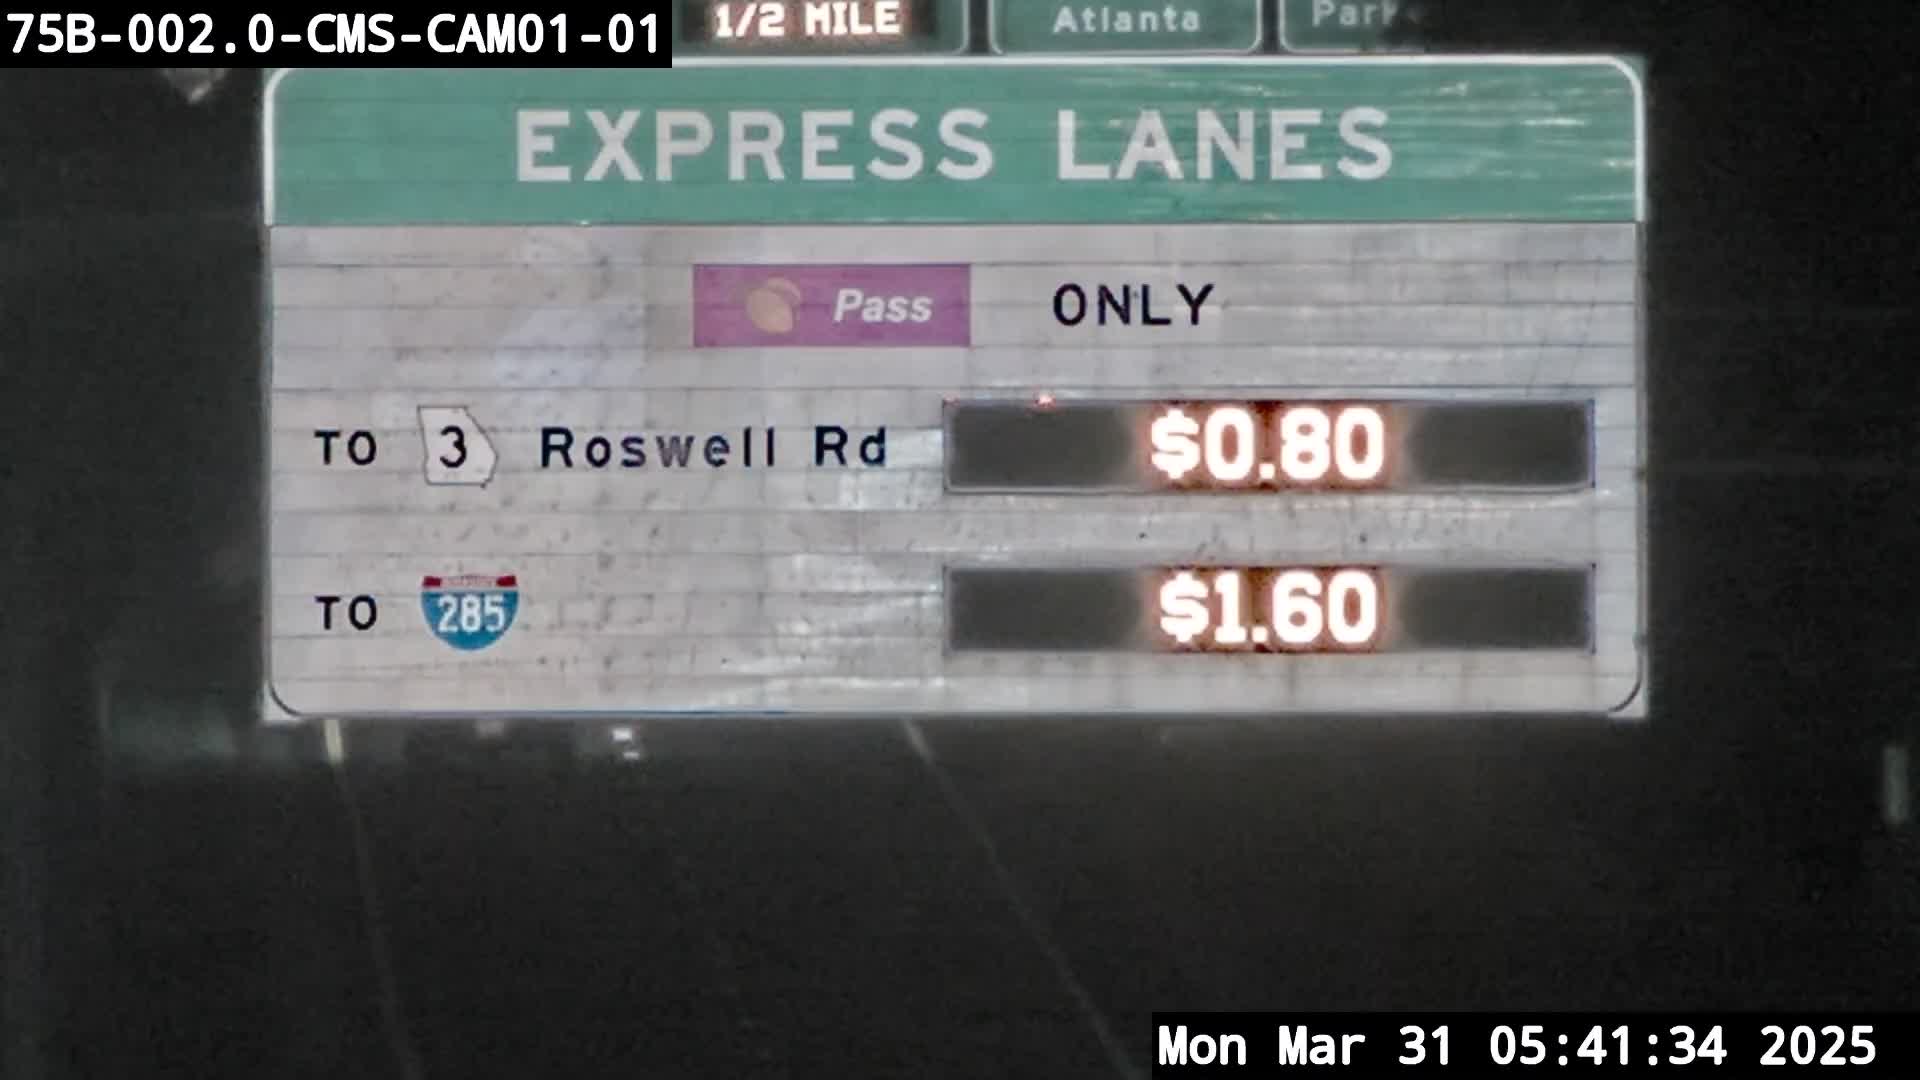 75B-002.0-CMS-CAM01-01
1/2 MILE
Atlanta
EXPRESS LANES
Pass ONLY
TO 3 Roswell Rd $0.80
TO 285 $1.60
Mon Mar 31 05:41:34 2025